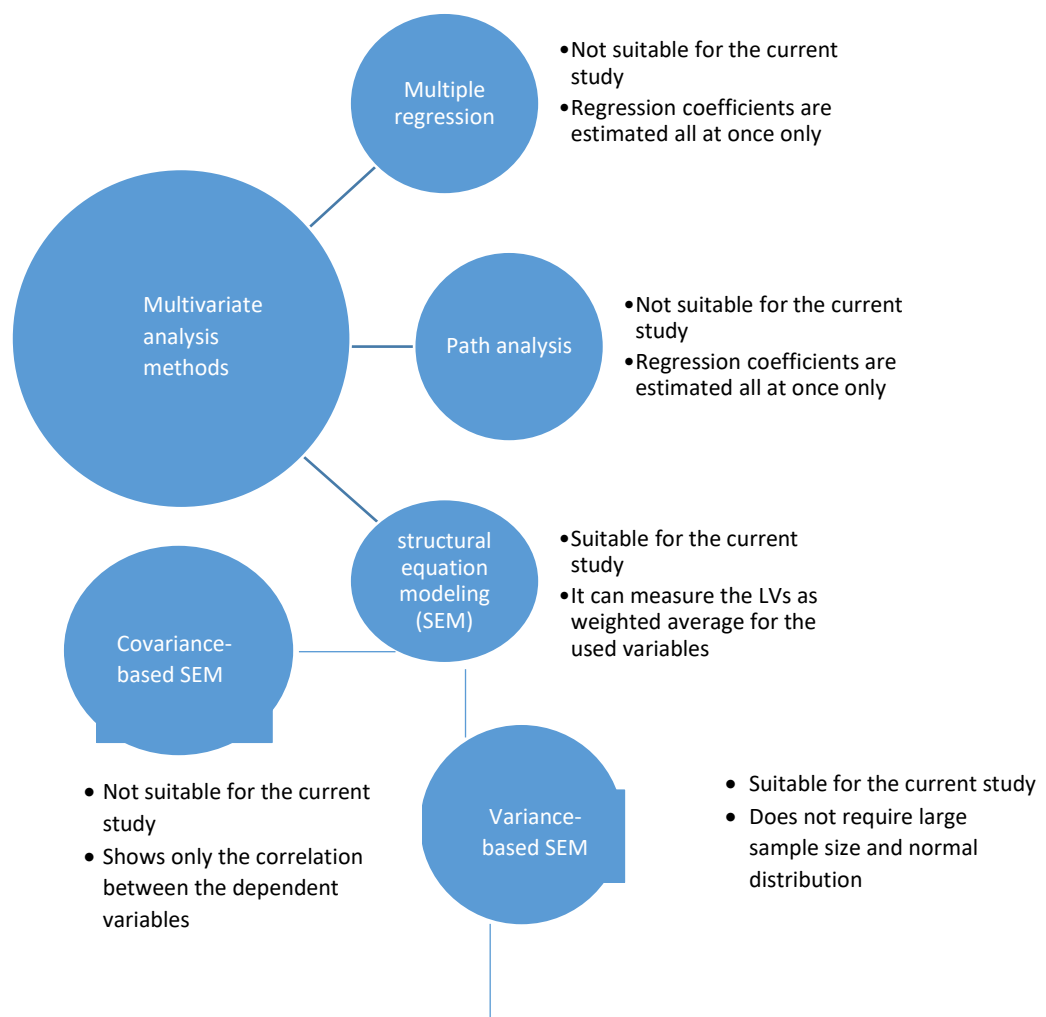 Multiple
regression
•Not suitable for the current
study
•Regression coefficients are
estimated all at once only
Multivariate
analysis
methods
Path analysis
•Not suitable for the current
study
•Regression coefficients are
estimated all at once only
structural
equation
modeling
(SEM)
•Suitable for the current
study
•It can measure the LVs as
weighted average for the
used variables
Covariance-
based SEM
• Not suitable for the current
study
• Shows only the correlation
between the dependent
variables
Variance-
based SEM
• Suitable for the current study
• Does not require large
sample size and normal
distribution